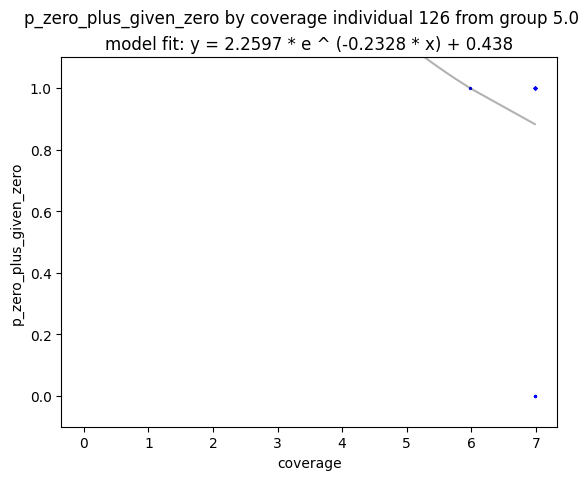 p_zero_plus_given_zero by coverage individual 126 from group 5.0
model fit: y = 2.2597 * e ^ (-0.2328 * x) + 0.438
1.0
0.8
0.6
0.4
0.2
0.0
p_zero_plus_given_zero
0 1 2 3 4 5 6 7
coverage